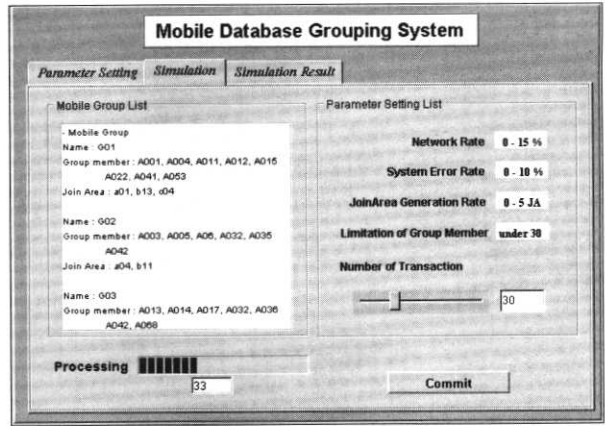 Mobile Database Grouping System
Parameter Setting
Simulation
Simulation Result
Mobile Group List
- Mobile Group
Name : G01
Group member : A001, A004, A011, A012, A015
A022, A041, A053
Join Area : a01, b13, d04
Name : G02
Group member : A003, A005, A06, A032, A035
A042
Join Area : a04, b11
Name : G03
Group member : A013, A014, A017, A032, A036
A042, A068
Parameter Setting List
Network Rate 0 - 15 %
System Error Rate 0 - 10 %
JoinArea Generation Rate 0 - 5 JA
Limitation of Group Member under 30
Number of Transaction
30
Processing
33
Commit